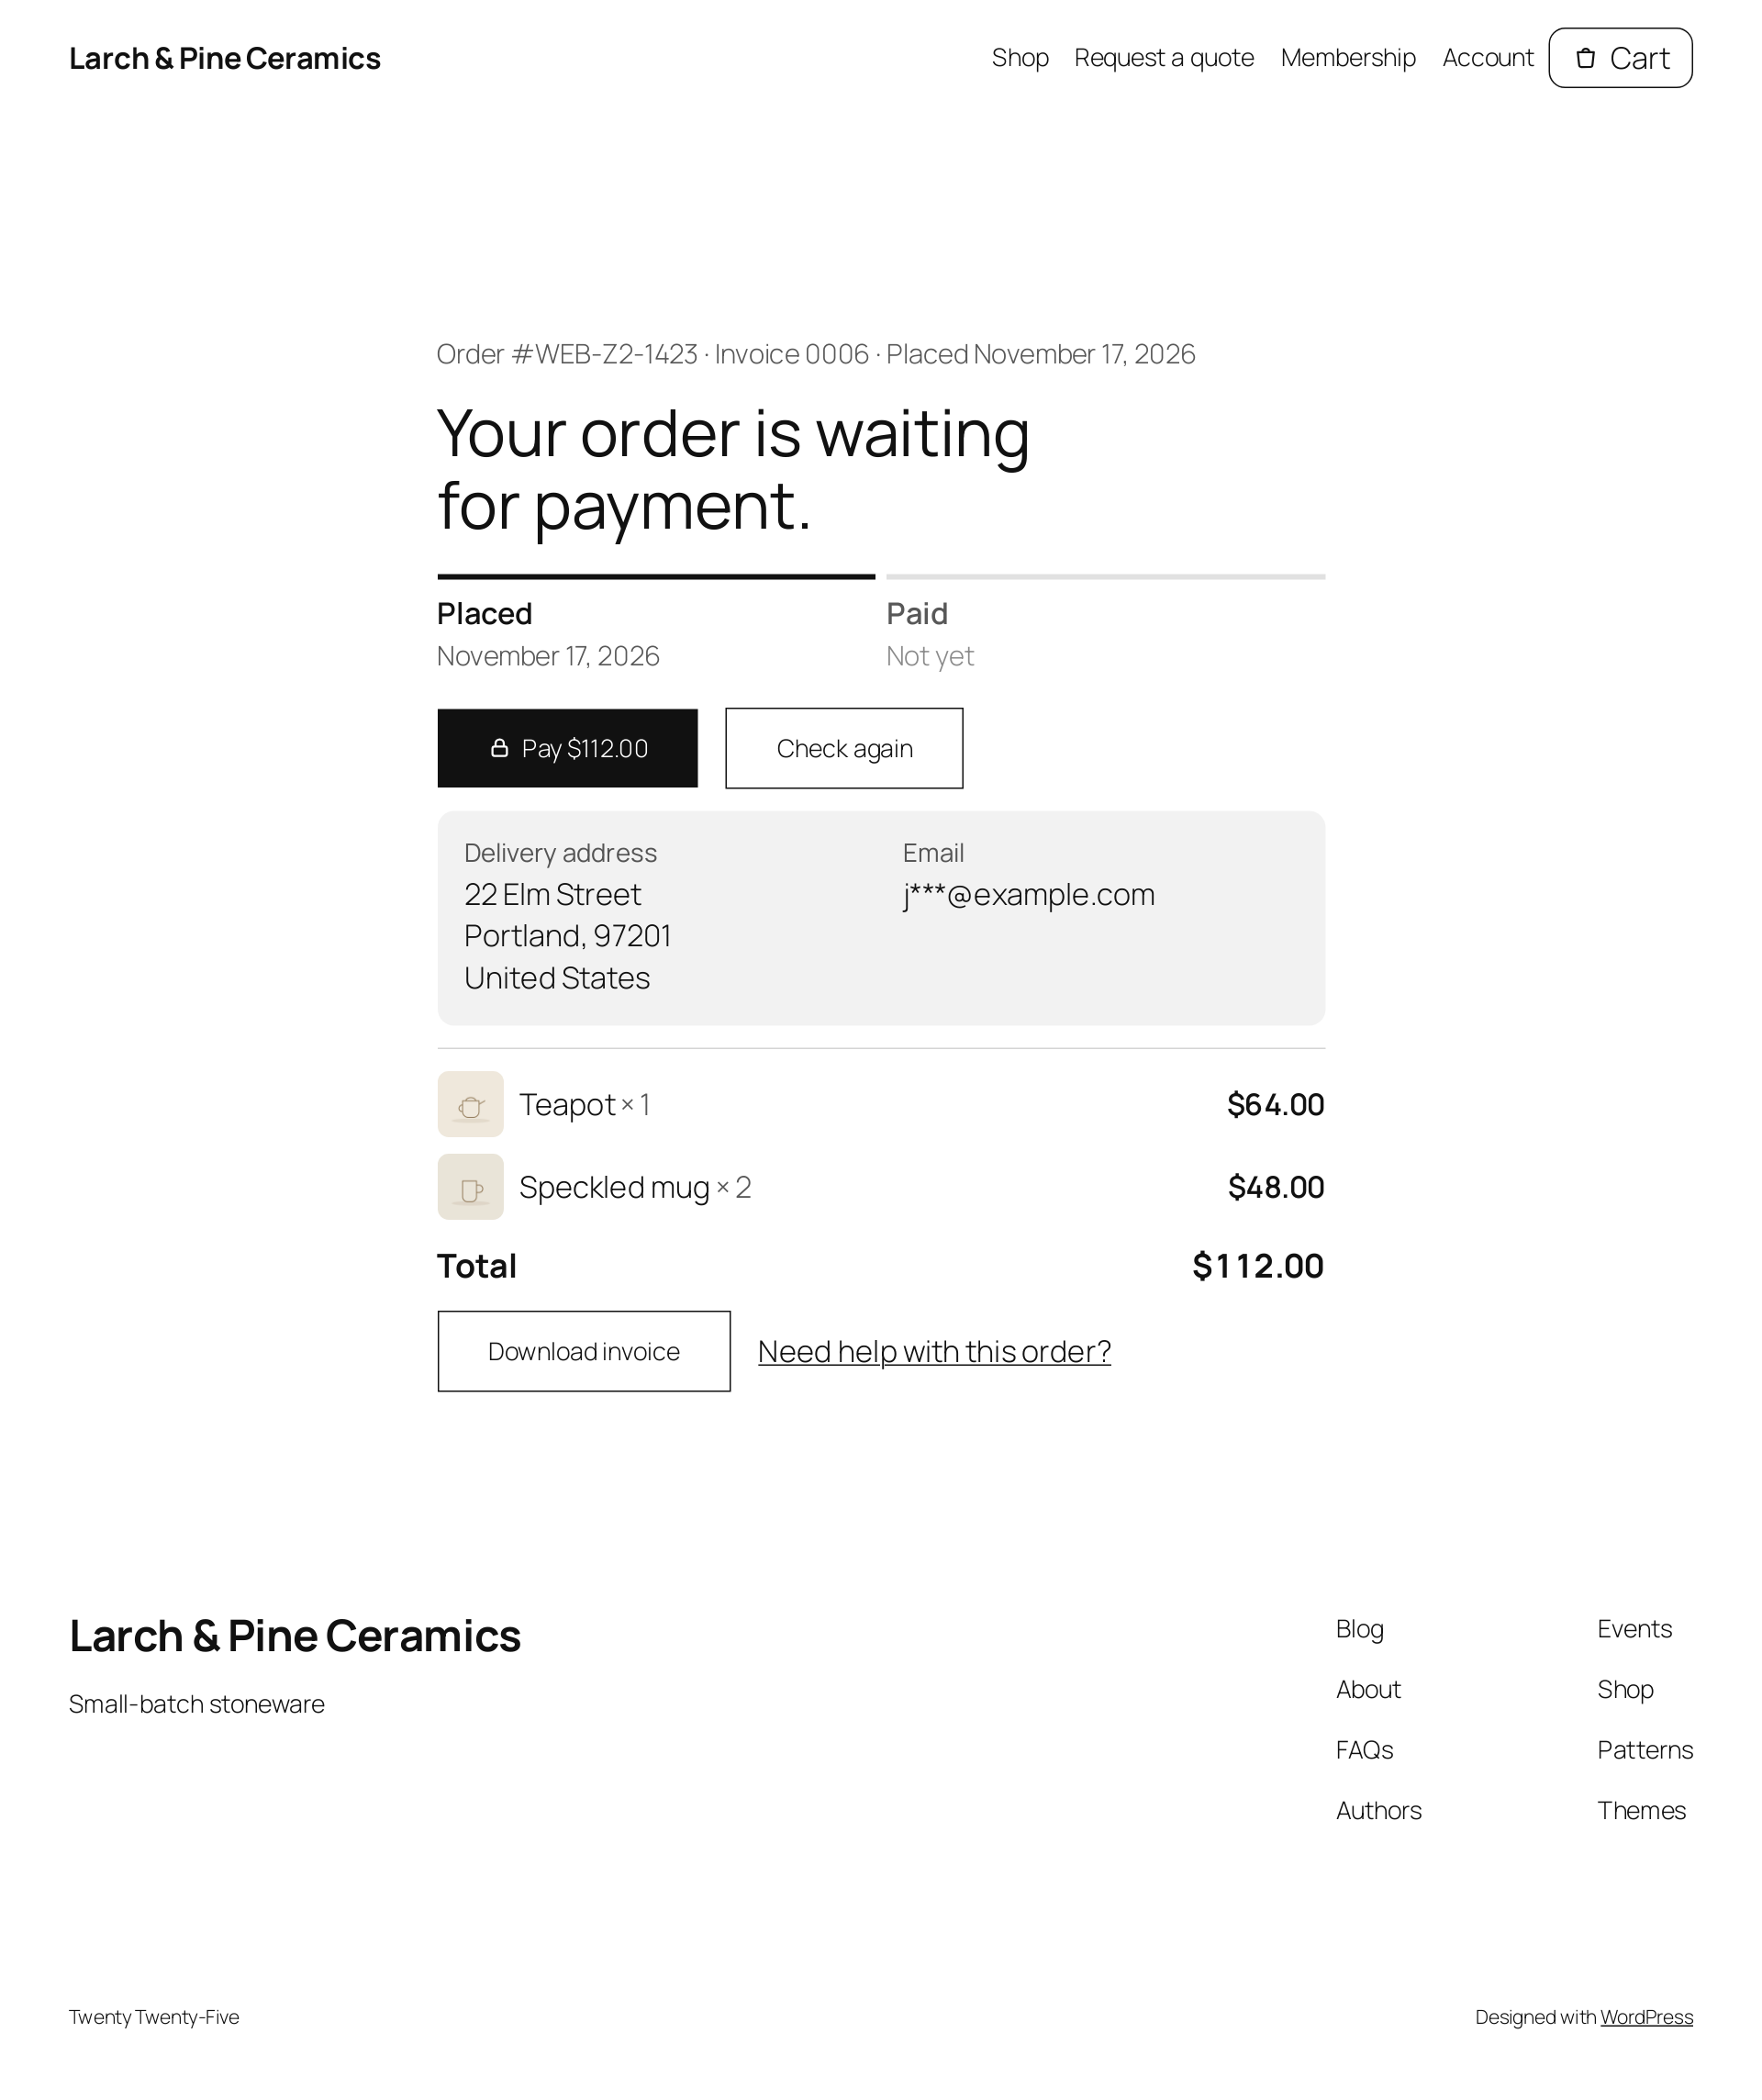 Larch & Pine Ceramics
Shop Request a quote Membership Account Cart
Order #WEB-Z2-1423 · Invoice 0006 · Placed November 17, 2026
Your order is waiting
for payment.
Placed Paid
November 17, 2026 Not yet
Pay $112.00 Check again
Delivery address Email
22 Elm Street j***@example.com
Portland, 97201
United States
Teapot × 1 $64.00
Speckled mug × 2 $48.00
Total $112.00
Download invoice Need help with this order?
Larch & Pine Ceramics
Small-batch stoneware
Blog Events
About Shop
FAQs Patterns
Authors Themes
Twenty Twenty-Five Designed with WordPress